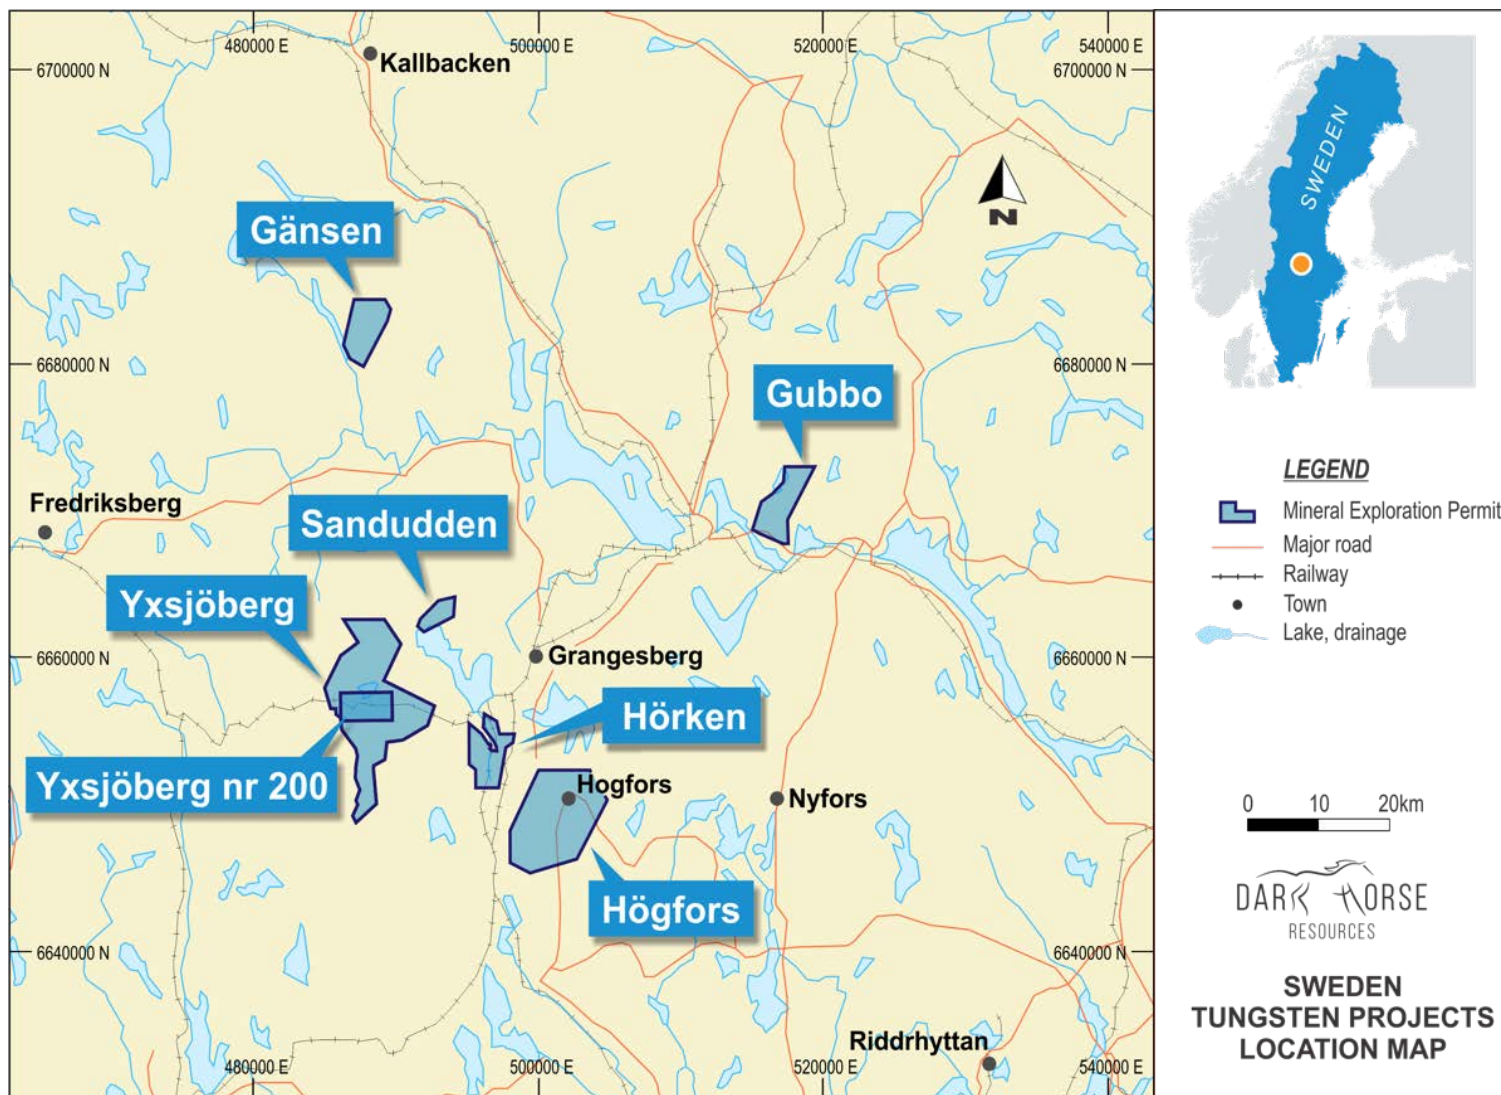 480000 E
500000 E
520000 E
540000 E
6700000 N
6700000 N
Kallbacken
N
Gänsen
6680000 N
6680000 N
Gubbo
Fredriksberg
Sandudden
Yxsjöberg
6660000 N
Grangesberg
6660000 N
Hörken
Yxsjöberg nr 200
Hogfors
Nyfors
Högfors
6640000 N
6640000 N
Riddrhyttan
480000 E
500000 E
520000 E
540000 E
SWEDEN
LEGEND
Mineral Exploration Permit
Major road
Railway
Town
Lake, drainage
0 10 20km
DARK HORSE
RESOURCES
SWEDEN
TUNGSTEN PROJECTS
LOCATION MAP